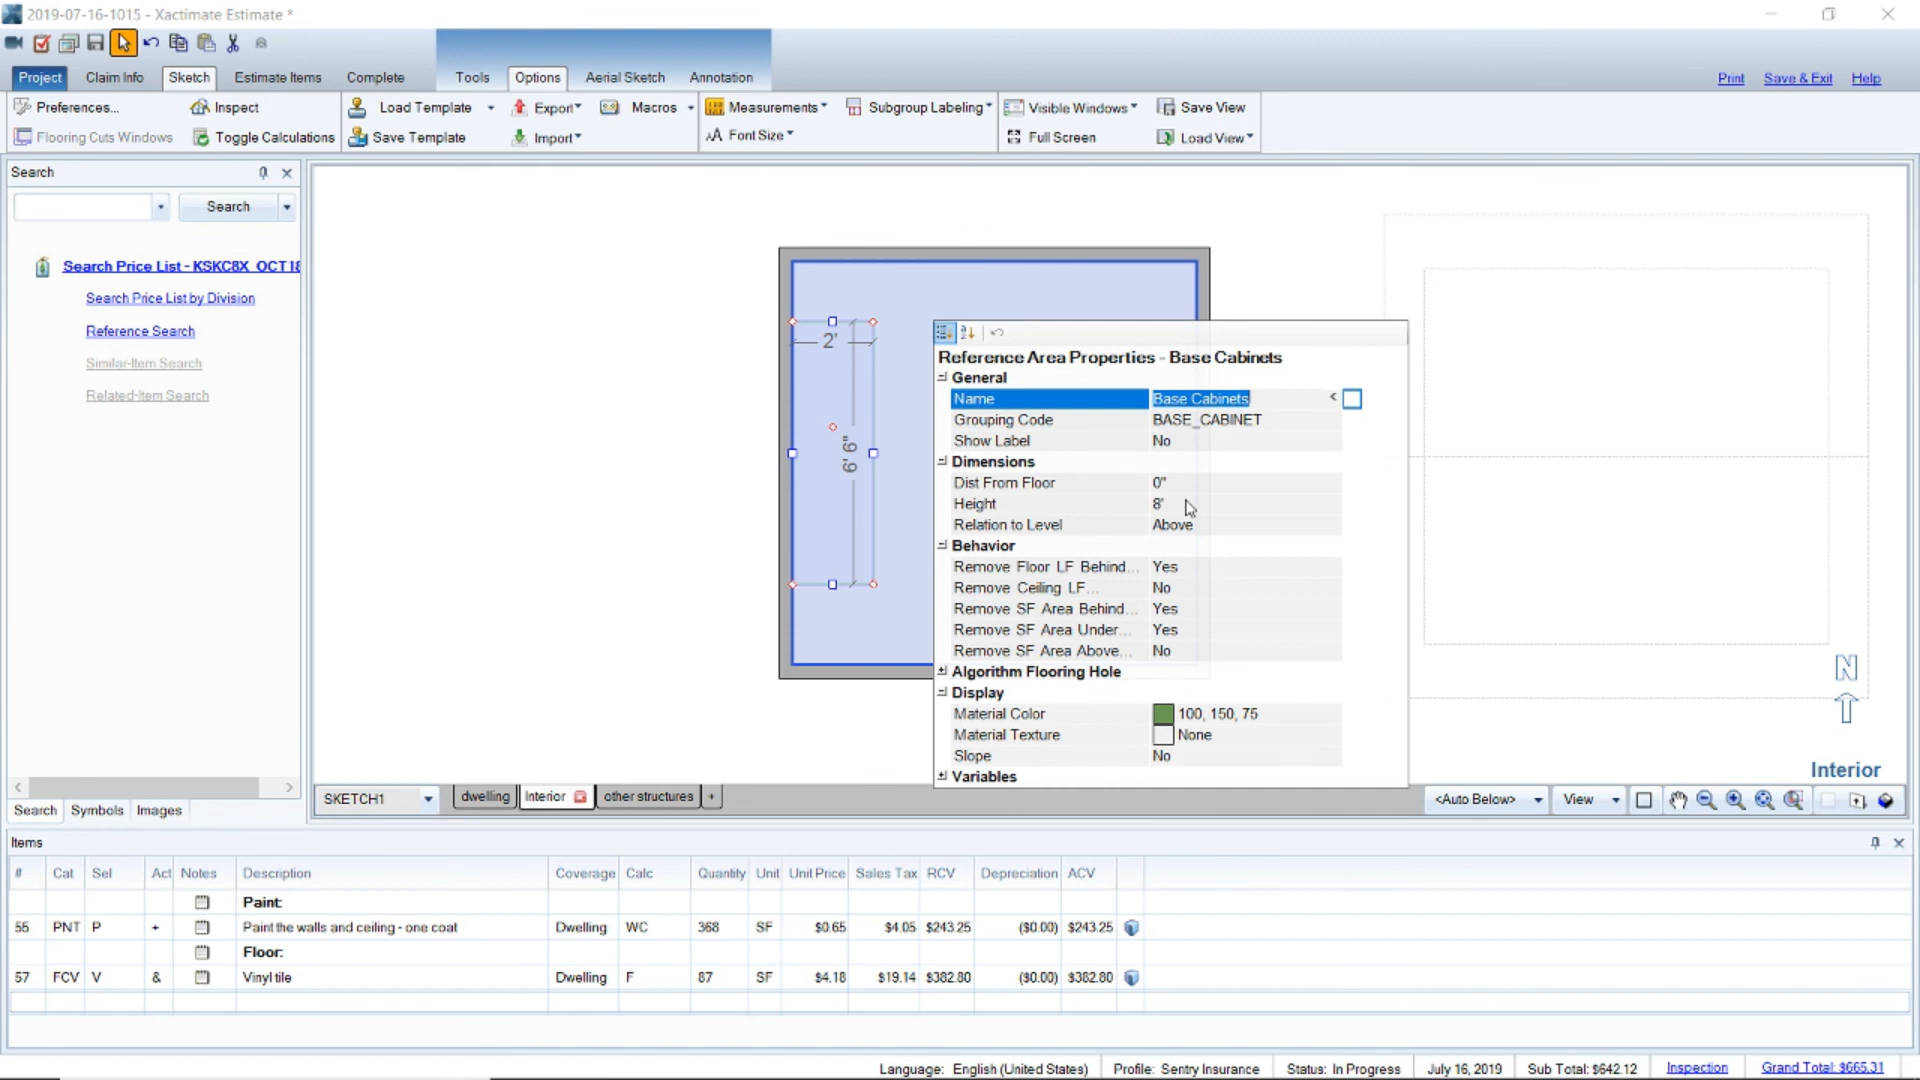 2019-07-16-1015 - Xactimate Estimate *
Project Claim Info Sketch Estimate Items Complete Tools Options Aerial Sketch Annotation Print Save & Exit Help
Preferences... Inspect Load Template Export Macros Measurements Subgroup Labeling Visible Windows Save View
Flooring Cuts Windows Toggle Calculations Save Template Import Font Size Full Screen Load View
Search
Search
Search Price List - KSKC8X_OCT18
Search Price List by Division
Reference Search
Similar-Item Search
Related-Item Search
2'
6' 6"
Reference Area Properties - Base Cabinets
General
Name Base Cabinets <
Grouping Code BASE_CABINET
Show Label No
Dimensions
Dist From Floor 0"
Height 8'
Relation to Level Above
Behavior
Remove Floor LF Behind... Yes
Remove Ceiling LF... No
Remove SF Area Behind... Yes
Remove SF Area Under... Yes
Remove SF Area Above... No
Algorithm Flooring Hole
Display
Material Color 100, 150, 75
Material Texture None
Slope No
Variables
N
Interior
SKETCH1 dwelling Interior other structures + <Auto Below> View
Search Symbols Images
Items
# Cat Sel Act Notes Description Coverage Calc Quantity Unit Unit Price Sales Tax RCV Depreciation ACV
Paint:
55 PNT P + Paint the walls and ceiling - one coat Dwelling WC 368 SF $0.65 $4.05 $243.25 ($0.00) $243.25
Floor:
57 FCV V & Vinyl tile Dwelling F 87 SF $4.18 $19.14 $382.80 ($0.00) $382.80
Language: English (United States) Profile: Sentry Insurance Status: In Progress July 16, 2019 Sub Total: $642.12 Inspection Grand Total: $665.31